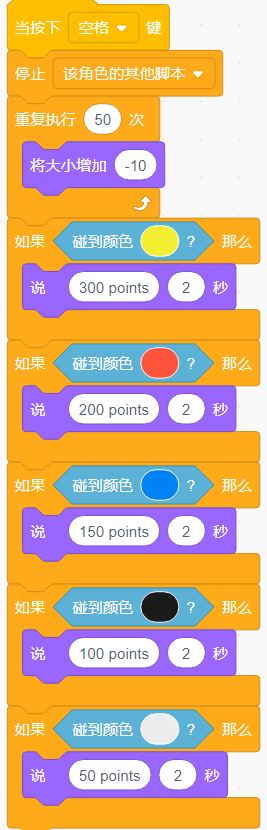 当按下 空格 键
停止 该角色的其他脚本
重复执行 50 次
将大小增加 -10
如果 碰到颜色 ? 那么
说 300 points 2 秒
如果 碰到颜色 ? 那么
说 200 points 2 秒
如果 碰到颜色 ? 那么
说 150 points 2 秒
如果 碰到颜色 ? 那么
说 100 points 2 秒
如果 碰到颜色 ? 那么
说 50 points 2 秒